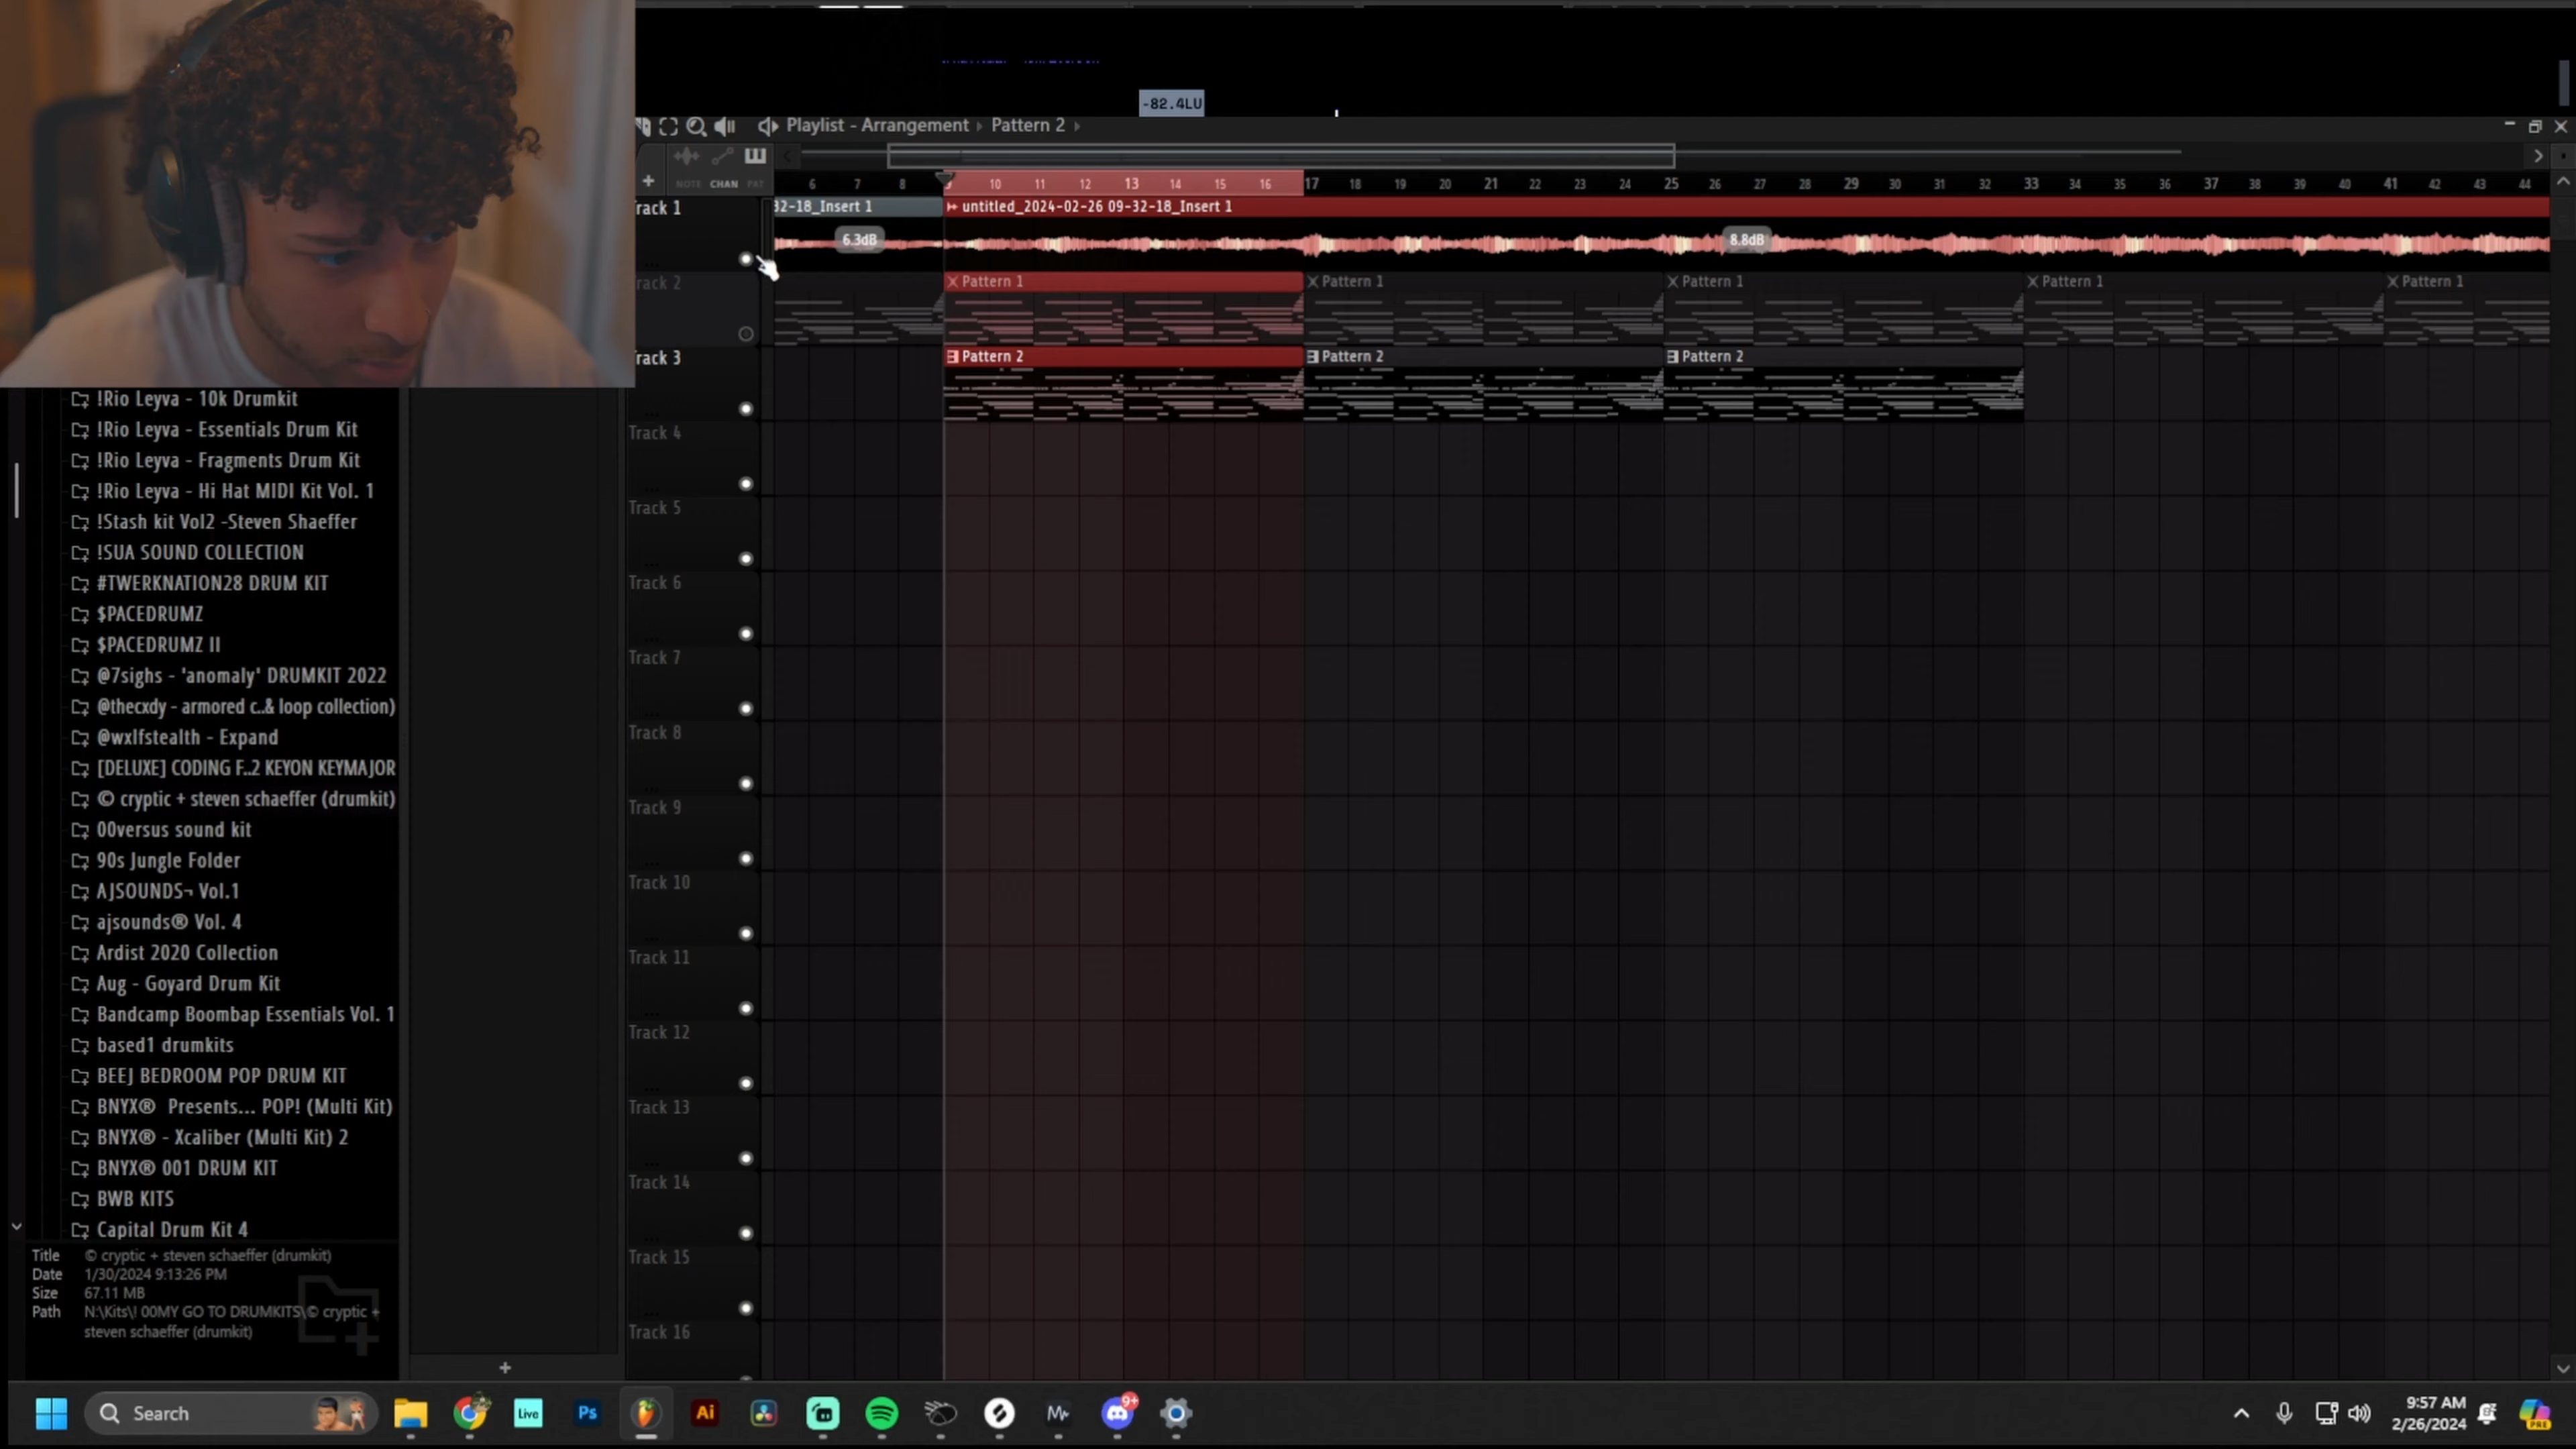 -82.4LU
Playlist - Arrangement › Pattern 2 ›
NOTE CHAN PAT
6 7 8 9 10 11 12 13 14 15 16 17 18 19 20 21 22 23 24 25 26 27 28 29 30 31 32 33 34 35 36 37 38 39 40 41 42 43 44
Track 1
32-18_Insert 1
untitled_2024-02-26 09-32-18_Insert 1
6.3dB
8.8dB
Track 2
Pattern 1
Pattern 1
Pattern 1
Pattern 1
Pattern 1
rack 3
Pattern 2
Pattern 2
Pattern 2
Track 4
Track 5
Track 6
Track 7
Track 8
Track 9
Track 10
Track 11
Track 12
Track 13
Track 14
Track 15
Track 16
!Rio Leyva - 10k Drumkit
!Rio Leyva - Essentials Drum Kit
!Rio Leyva - Fragments Drum Kit
!Rio Leyva - Hi Hat MIDI Kit Vol. 1
!Stash kit Vol2 -Steven Shaeffer
!SUA SOUND COLLECTION
#TWERKNATION28 DRUM KIT
$PACEDRUMZ
$PACEDRUMZ II
@7sighs - 'anomaly' DRUMKIT 2022
@thecxdy - armored c..& loop collection)
@wxlfstealth - Expand
[DELUXE] CODING F..2 KEYON KEYMAJOR
© cryptic + steven schaeffer (drumkit)
00versus sound kit
90s Jungle Folder
AJSOUNDS¬ Vol.1
ajsounds® Vol. 4
Ardist 2020 Collection
Aug - Goyard Drum Kit
Bandcamp Boombap Essentials Vol. 1
based1 drumkits
BEEJ BEDROOM POP DRUM KIT
BNYX® Presents... POP! (Multi Kit)
BNYX® - Xcaliber (Multi Kit) 2
BNYX® 001 DRUM KIT
BWB KITS
Capital Drum Kit 4
Title © cryptic + steven schaeffer (drumkit)
Date 1/30/2024 9:13:26 PM
Size 67.11 MB
Path N:\Kits\! 00MY GO TO DRUMKITS\© cryptic +
steven schaeffer (drumkit)
Search
Live
Ps
Ai
9+
9:57 AM
2/26/2024
PRE